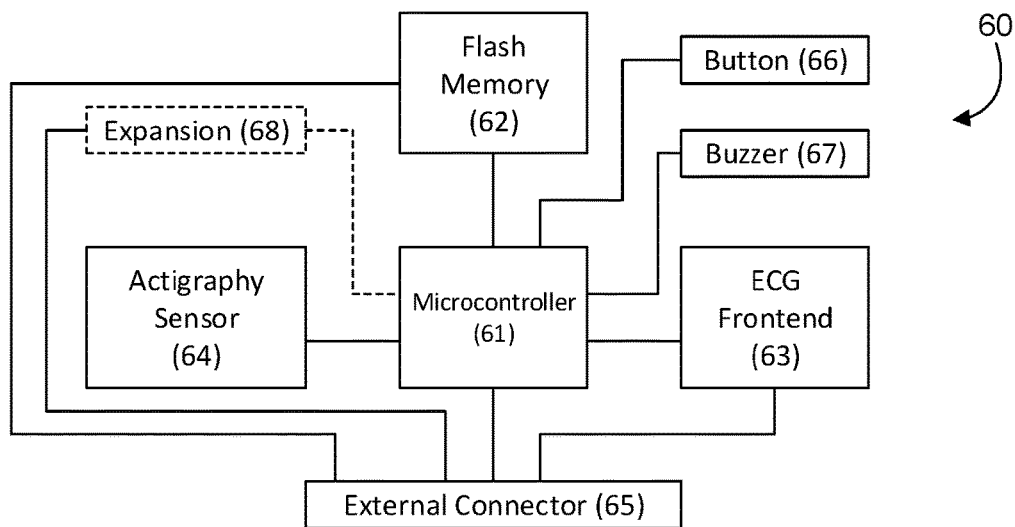 60
Flash
Memory
(62)
Button (66)
Expansion (68)
Buzzer (67)
Actigraphy
Sensor
(64)
Microcontroller
(61)
ECG
Frontend
(63)
External Connector (65)